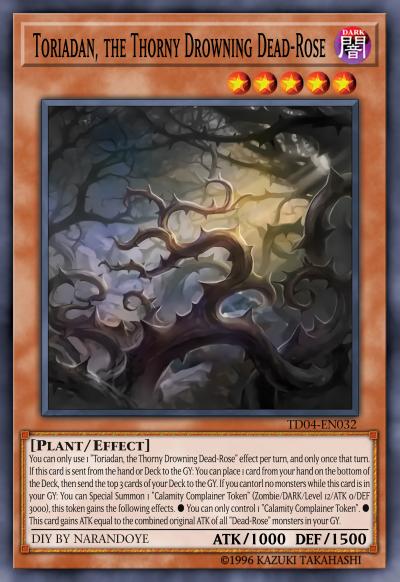 Toriadan, the Thorny Drowning Dead-Rose
DARK
闇
TD04-EN032
[Plant/Effect]
You can only use 1 "Toriadan, the Thorny Drowning Dead-Rose" effect per turn, and only once that turn.
If this card is sent from the hand or Deck to the GY: You can place 1 card from your hand on the bottom of
the Deck, then send the top 3 cards of your Deck to the GY. If you cantorl no monsters while this card is in
your GY: You can Special Summon 1 "Calamity Complainer Token" (Zombie/DARK/Level 12/ATK 0/DEF
3000), this token gains the following effects. ● You can only control 1 "Calamity Complainer Token". ●
This card gains ATK equal to the combined original ATK of all "Dead-Rose" monsters in your GY.
DIY BY NARANDOYE
ATK/1000 DEF/1500
©1996 KAZUKI TAKAHASHI